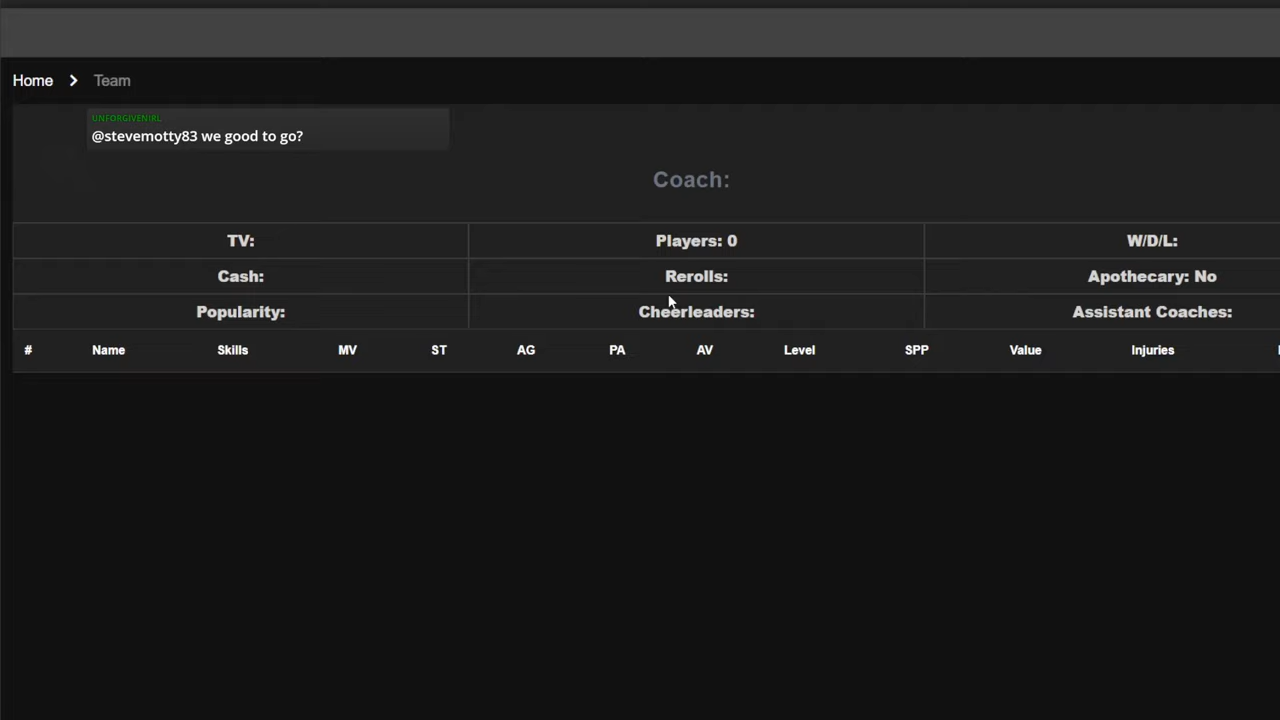 Home > Team
UNFORGIVENIRL
@stevemotty83 we good to go?
Coach:
TV: Players: 0 W/D/L:
Cash: Rerolls: Apothecary: No
Popularity: Cheerleaders: Assistant Coaches:
# Name Skills MV ST AG PA AV Level SPP Value Injuries